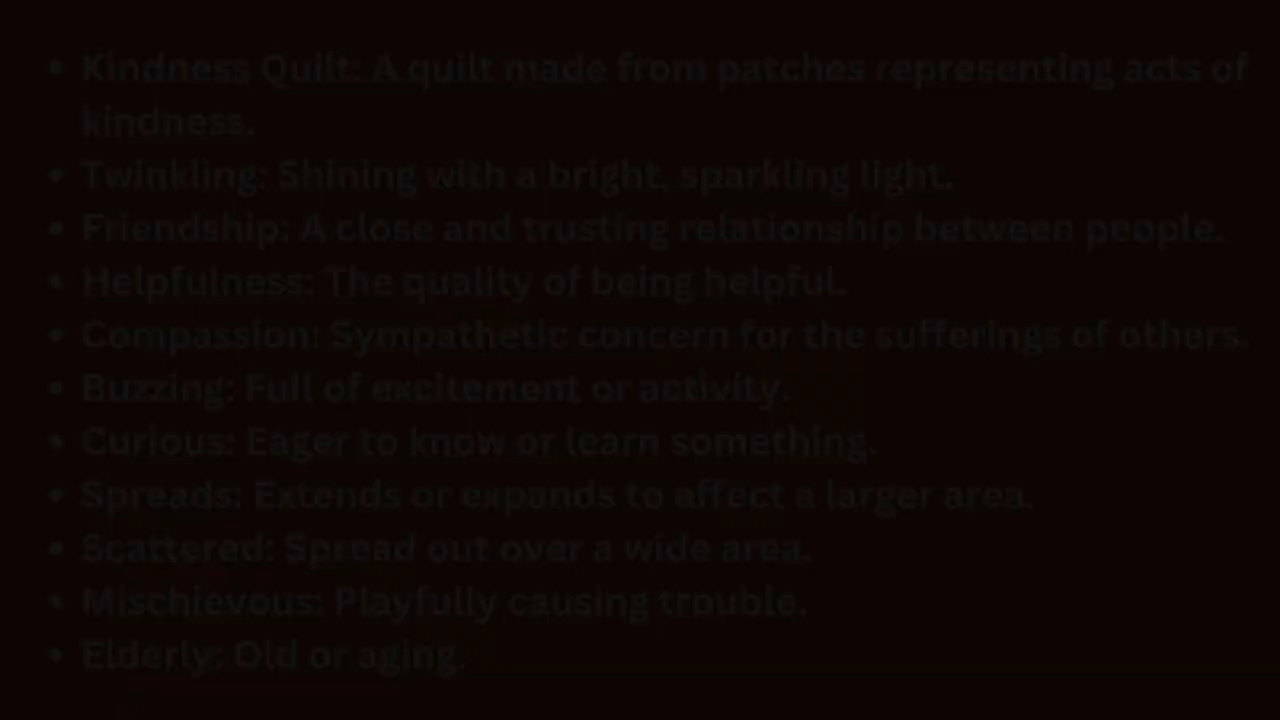 • Kindness Quilt: A quilt made from patches representing acts of
kindness.
• Twinkling: Shining with a bright, sparkling light.
• Friendship: A close and trusting relationship between people.
• Helpfulness: The quality of being helpful.
• Compassion: Sympathetic concern for the sufferings of others.
• Buzzing: Full of excitement or activity.
• Curious: Eager to know or learn something.
• Spreads: Extends or expands to affect a larger area.
• Scattered: Spread out over a wide area.
• Mischievous: Playfully causing trouble.
• Elderly: Old or aging.